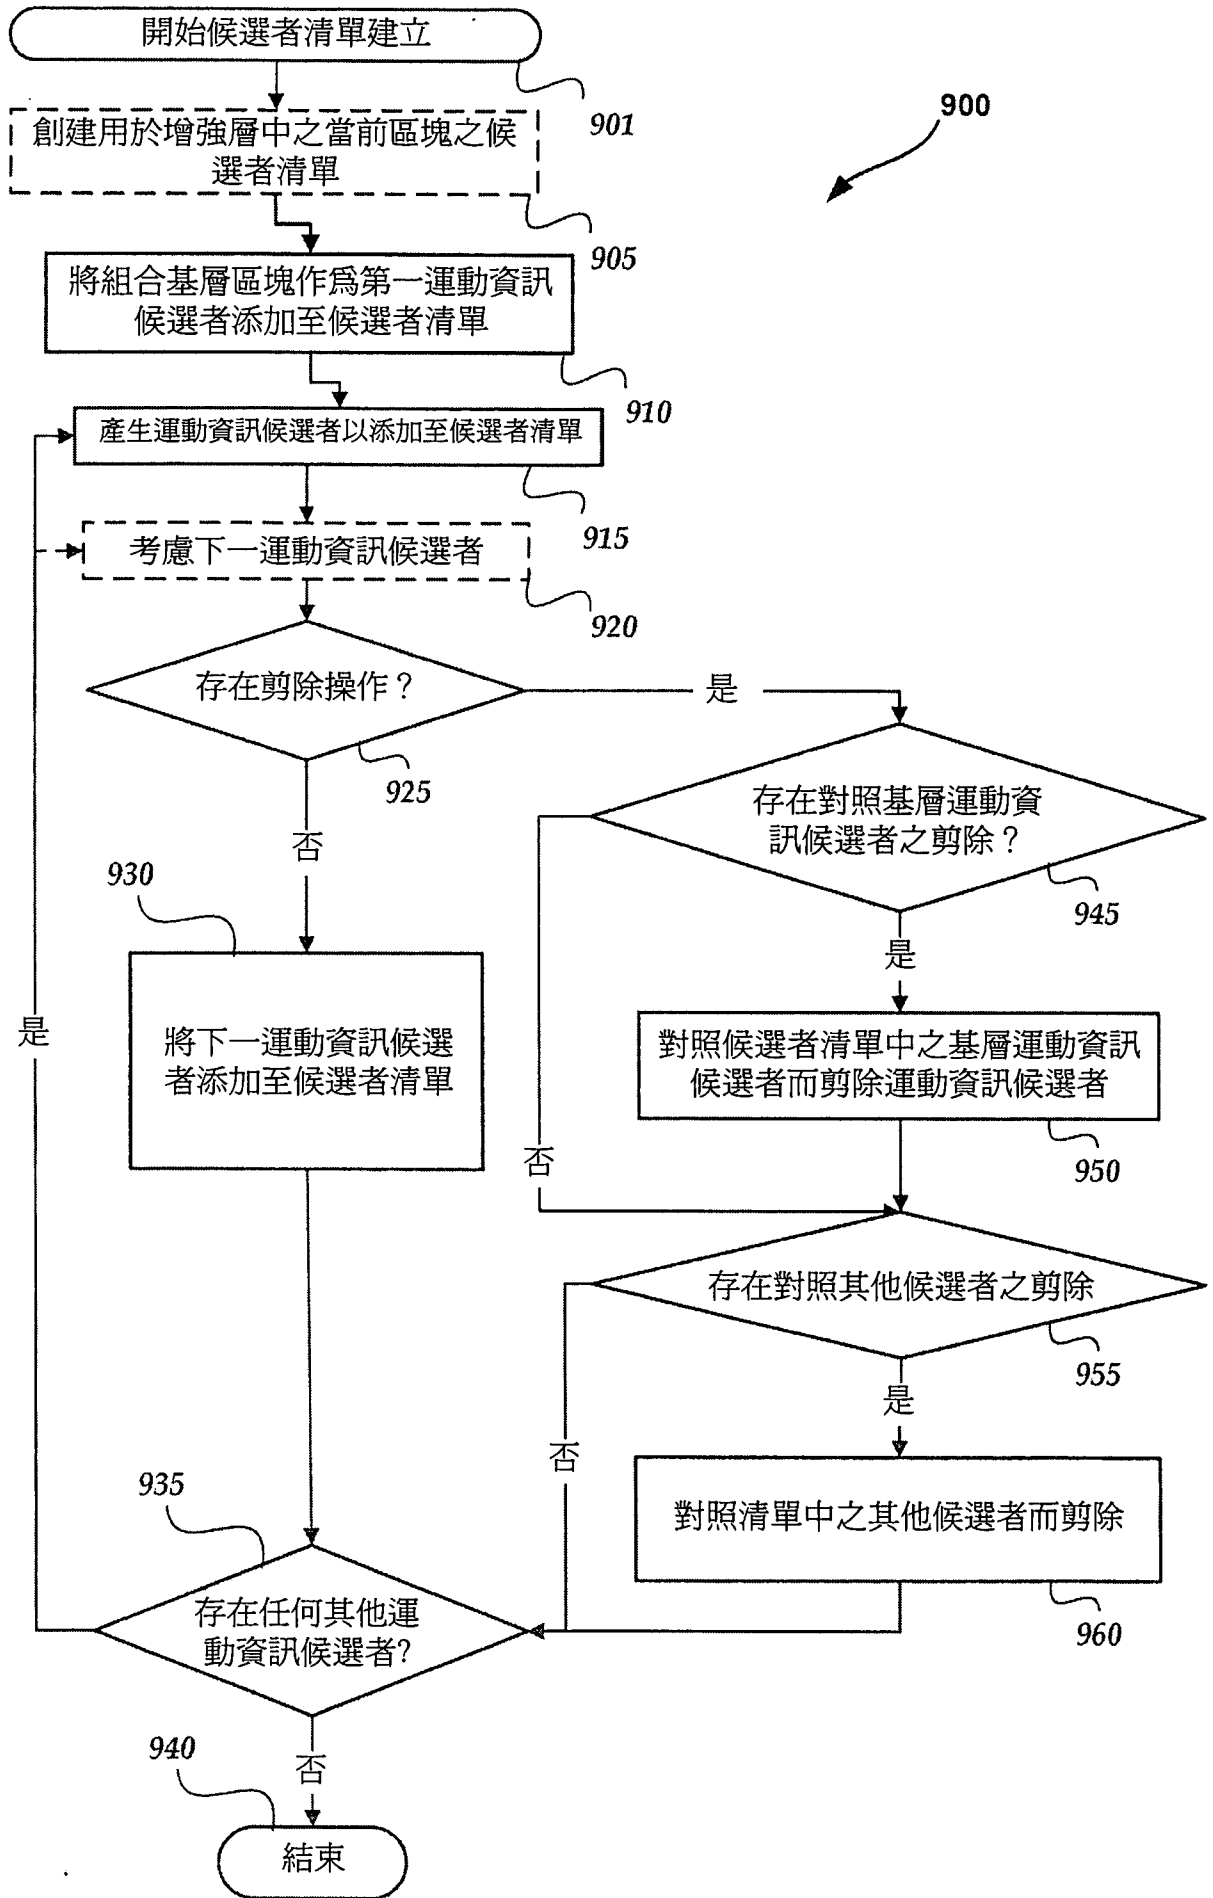 開始候選者清單建立
901
900
創建用於增強層中之當前區塊之候
選者清單
905
將組合基層區塊作爲第一運動資訊
候選者添加至候選者清單
910
產生運動資訊候選者以添加至候選者清單
915
考慮下一運動資訊候選者
920
存在剪除操作？
是
925
否
存在對照基層運動資
訊候選者之剪除？
945
930
是
將下一運動資訊候選
者添加至候選者清單
是
對照候選者清單中之基層運動資訊
候選者而剪除運動資訊候選者
950
否
存在對照其他候選者之剪除
955
是
否
對照清單中之其他候選者而剪除
960
935
存在任何其他運
動資訊候選者?
否
940
結束